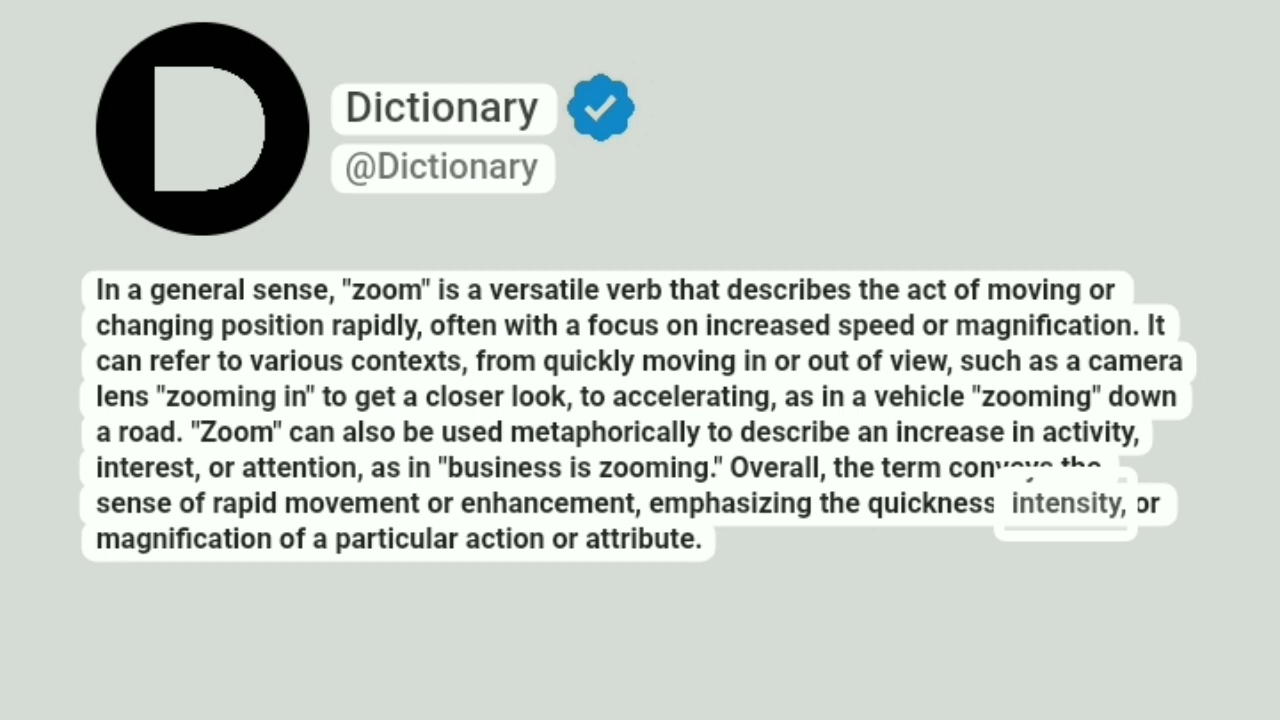 D
Dictionary
@Dictionary
In a general sense, "zoom" is a versatile verb that describes the act of moving or
changing position rapidly, often with a focus on increased speed or magnification. It
can refer to various contexts, from quickly moving in or out of view, such as a camera
lens "zooming in" to get a closer look, to accelerating, as in a vehicle "zooming" down
a road. "Zoom" can also be used metaphorically to describe an increase in activity,
interest, or attention, as in "business is zooming." Overall, the term conveys the
sense of rapid movement or enhancement, emphasizing the quickness intensity, or
magnification of a particular action or attribute.